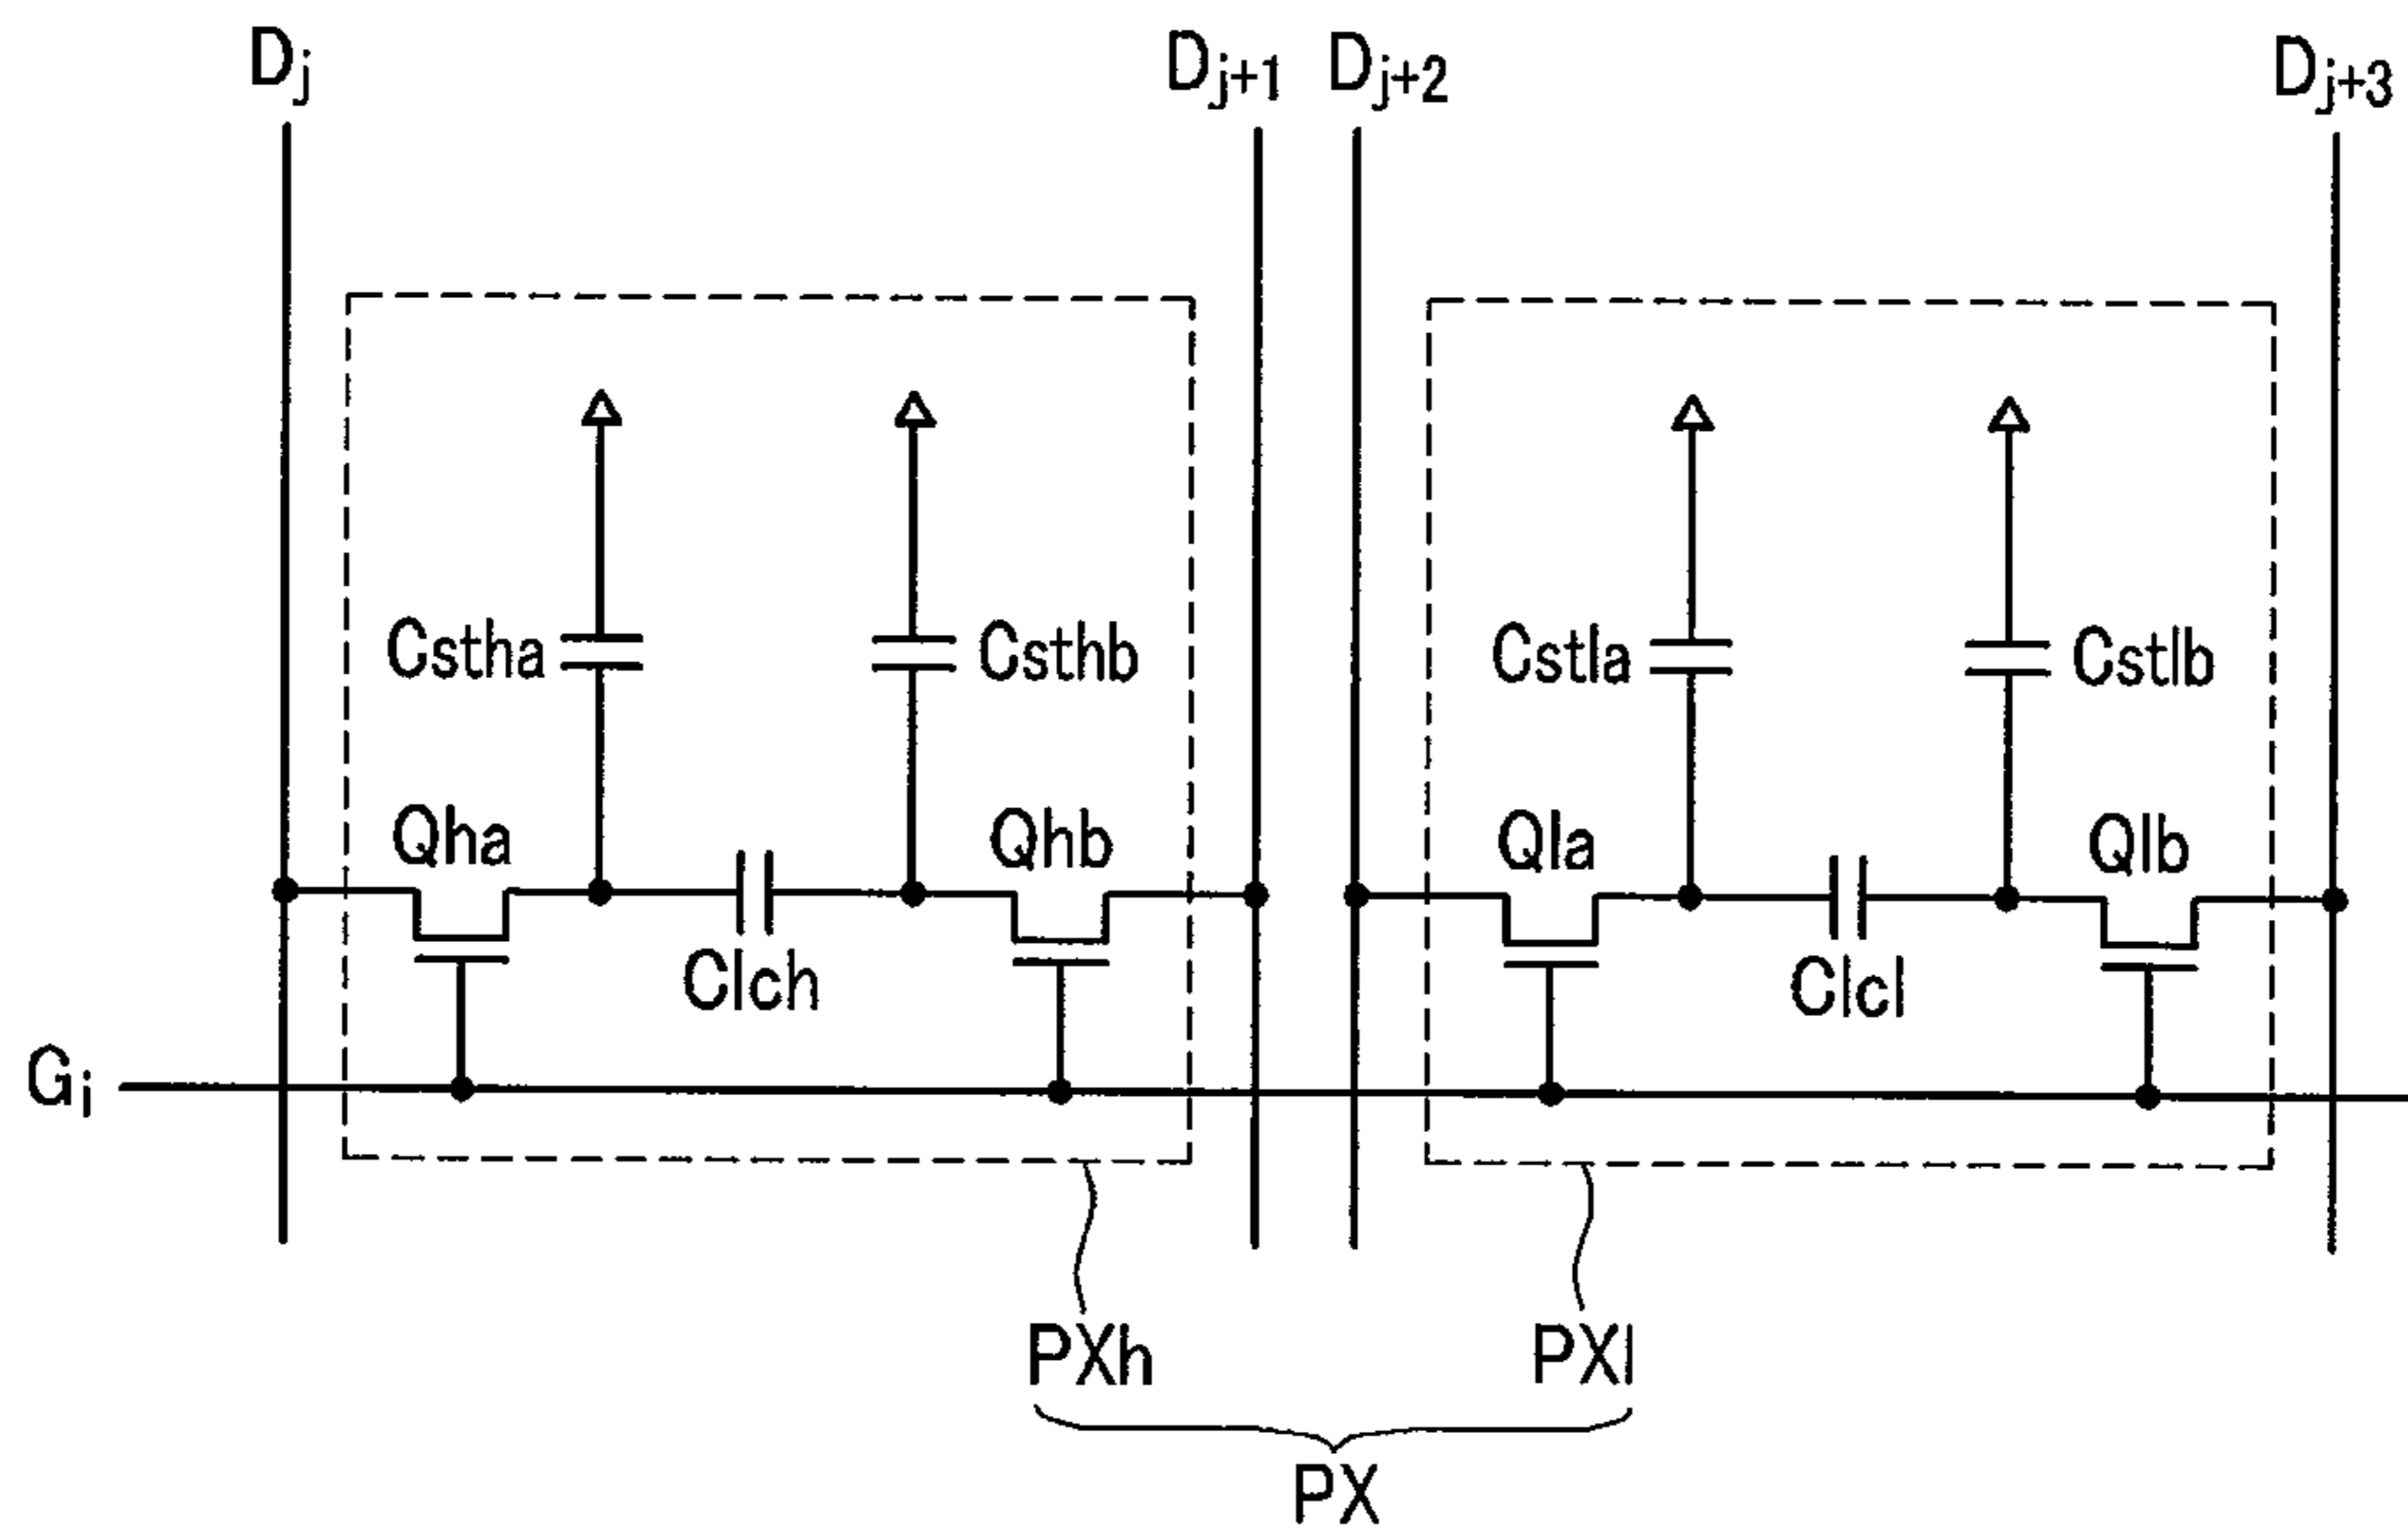 Dj
Dj+1
Dj+2
Dj+3
Cstha
Csthb
Cstla
Cstlb
Qha
Qhb
Qla
Qlb
Clch
Clcl
Gi
PXh
PXl
PX